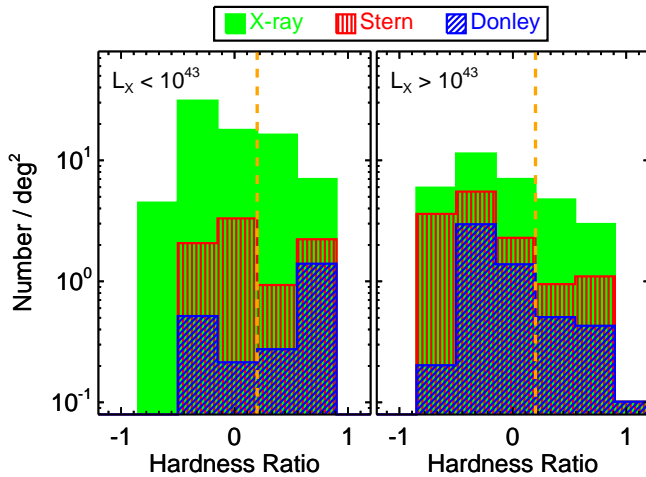 X-ray Stern Donley
L_X < 10^43
L_X > 10^43
Number / deg^2
10^1
10^0
10^-1
-1 0 1
-1 0 1
Hardness Ratio
Hardness Ratio